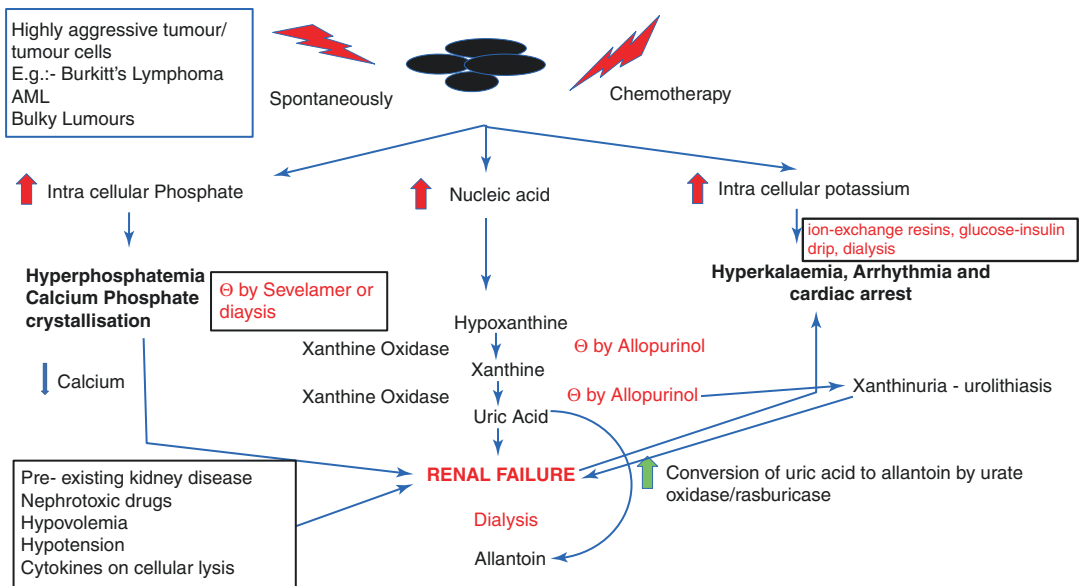 Highly aggressive tumour/
tumour cells
E.g.:- Burkitt's Lymphoma
AML
Bulky Lumours
Spontaneously
Chemotherapy
Intra cellular Phosphate
Nucleic acid
Intra cellular potassium
ion-exchange resins, glucose-insulin
drip, dialysis
Hyperphosphatemia
Calcium Phosphate
crystallisation
Θ by Sevelamer or
diaysis
Hyperkalaemia, Arrhythmia and
cardiac arrest
Hypoxanthine
Xanthine Oxidase
Θ by Allopurinol
Xanthine
Calcium
Xanthine Oxidase
Θ by Allopurinol
Xanthinuria - urolithiasis
Uric Acid
Pre- existing kidney disease
Nephrotoxic drugs
Hypovolemia
Hypotension
Cytokines on cellular lysis
RENAL FAILURE
Conversion of uric acid to allantoin by urate
oxidase/rasburicase
Dialysis
Allantoin